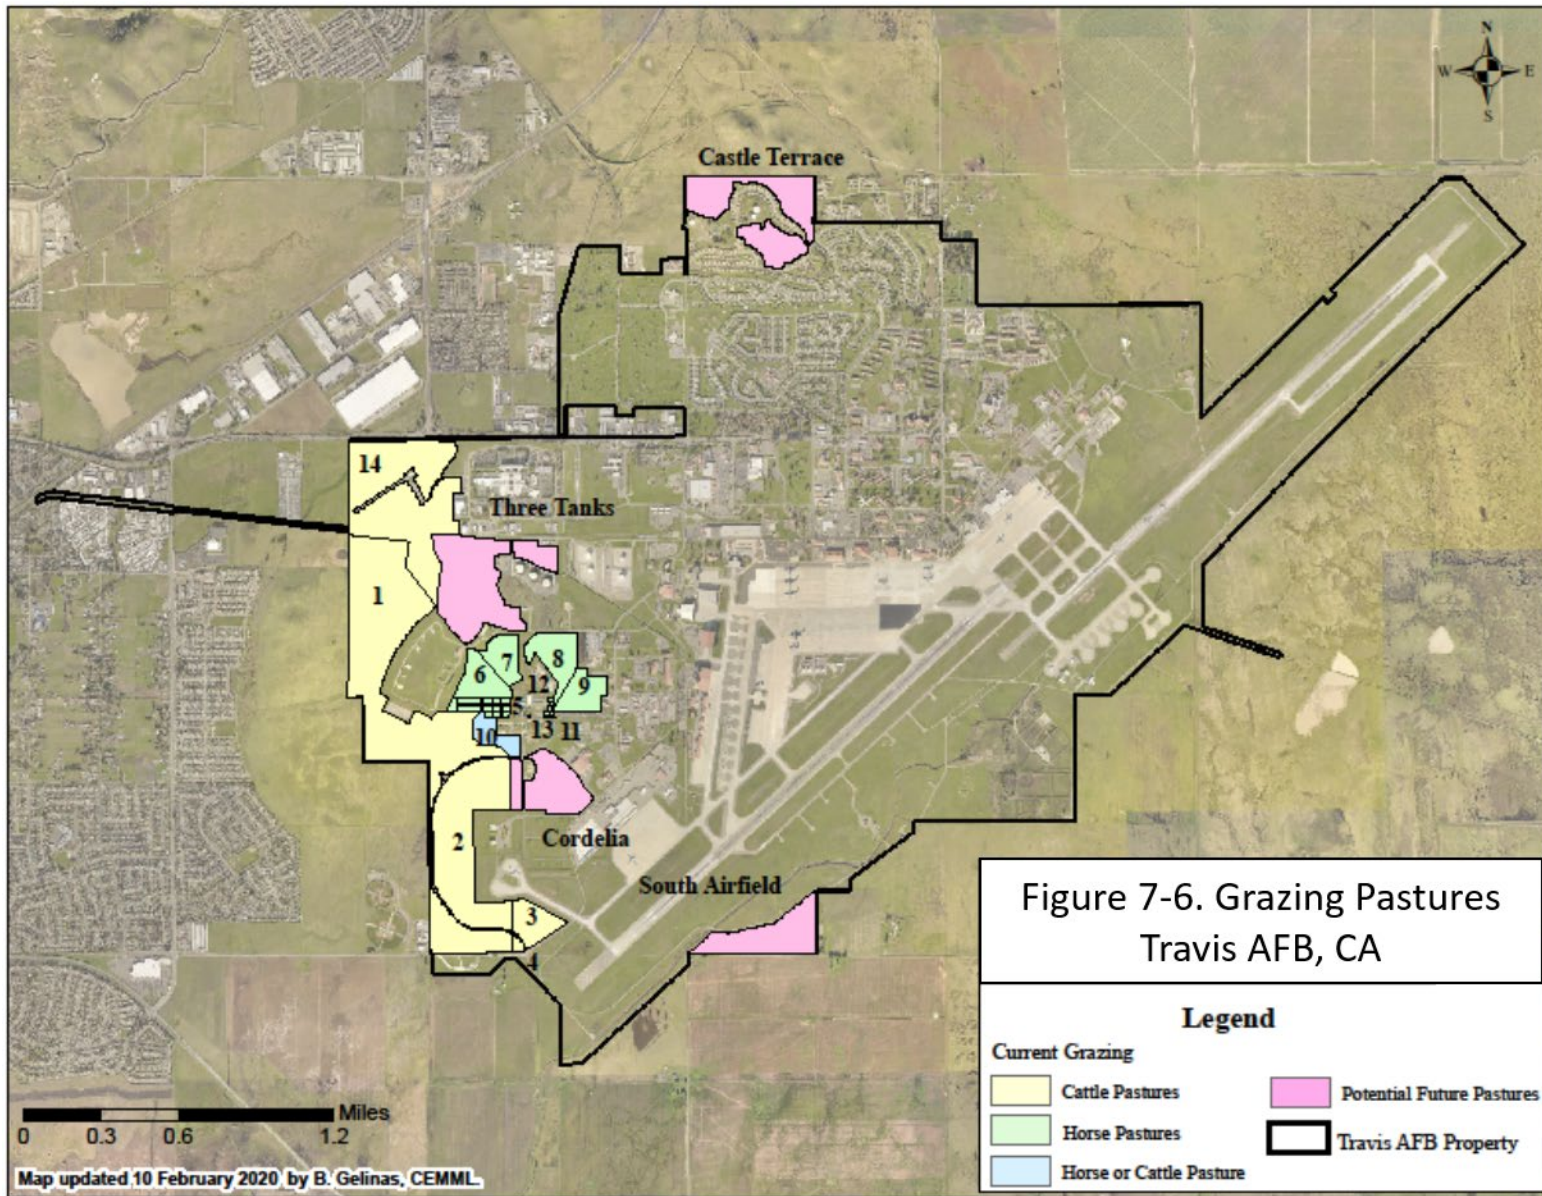 N
W E
S
Castle Terrace
14
Three Tanks
1
7
8
6
12
9
5
13 11
10
2
Cordelia
South Airfield
3
4
Figure 7-6. Grazing Pastures
Travis AFB, CA
Legend
Current Grazing
Cattle Pastures
Potential Future Pastures
Horse Pastures
Travis AFB Property
Horse or Cattle Pasture
Miles
0 0.3 0.6 1.2
Map updated 10 February 2020 by B. Gelinas, CEMML.